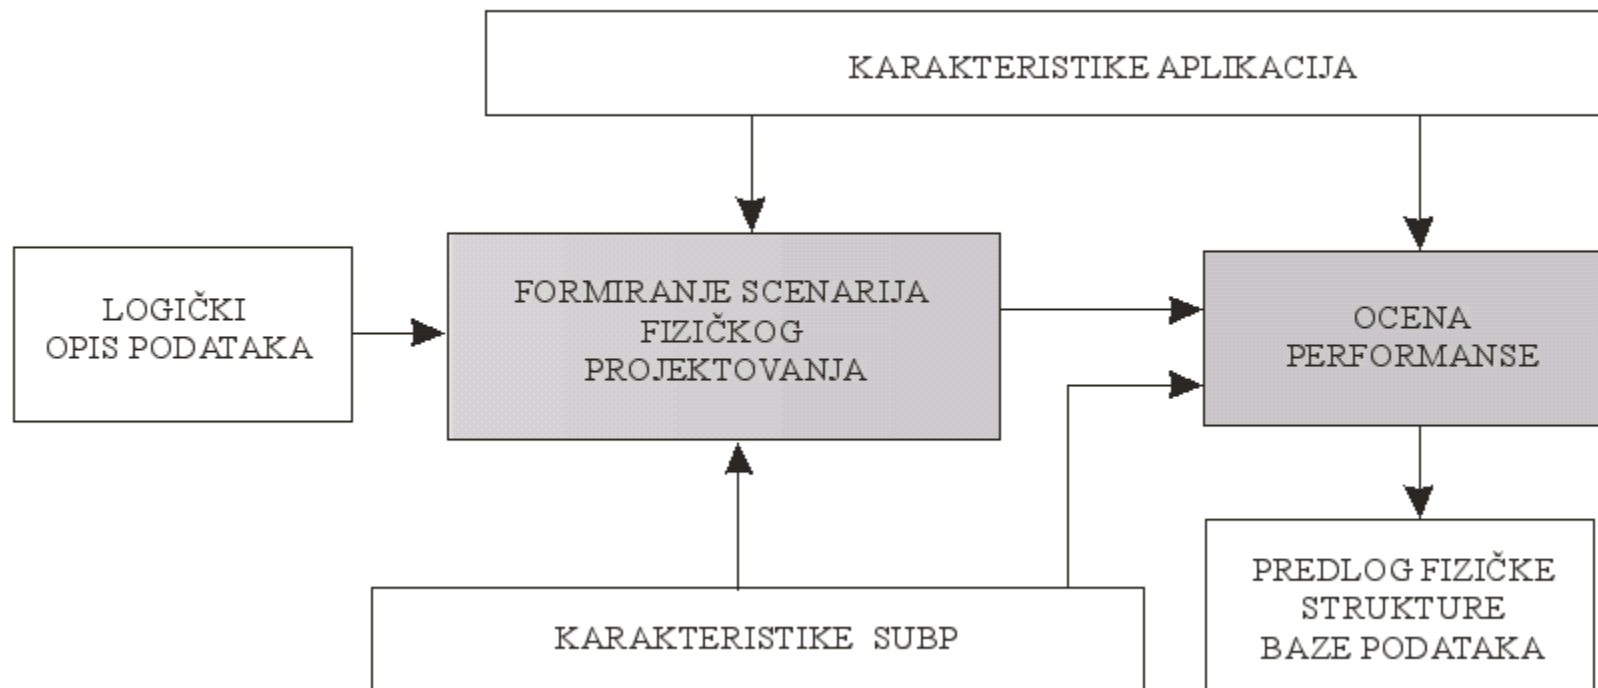 KARAKTERISTIKE APLIKACIJA
LOGIČKI
OPIS PODATAKA
FORMIRANJE SCENARIJA
FIZIČKOG
PROJEKTOVANJA
OCENA
PERFORMANSE
KARAKTERISTIKE SUBP
PREDLOG FIZIČKE
STRUKTURE
BAZE PODATAKA